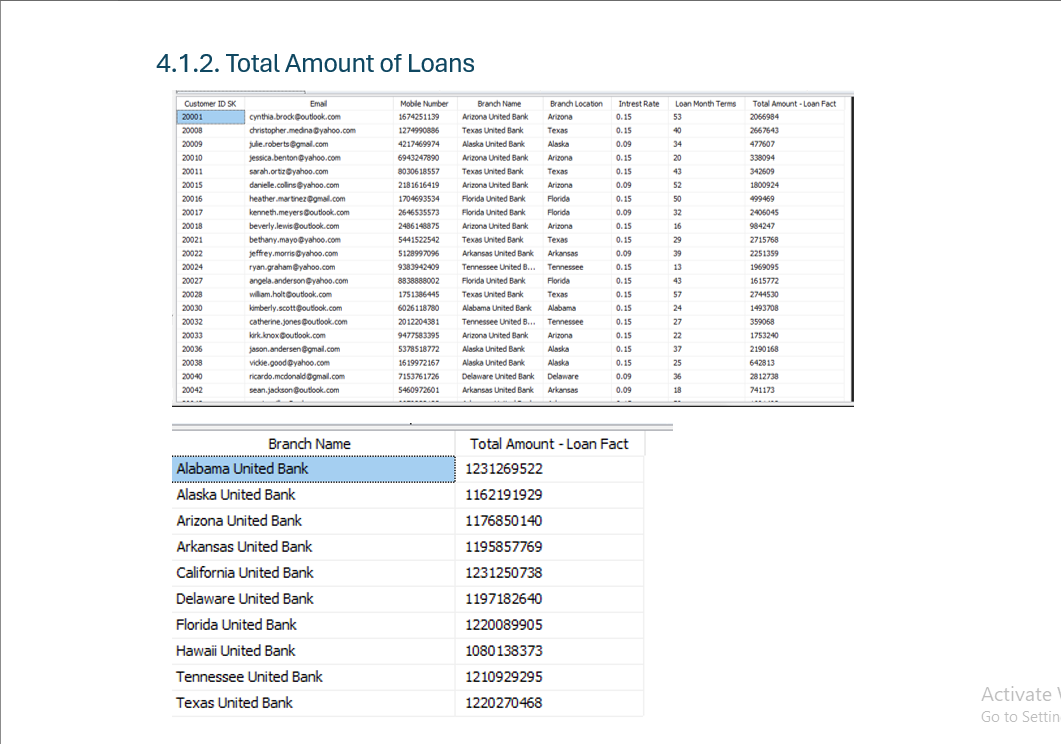 4.1.2. Total Amount of Loans
Customer ID SK Email Mobile Number Branch Name Branch Location Intrest Rate Loan Month Terms Total Amount - Loan Fact
20001 cynthia.brock@outlook.com 1674251139 Arizona United Bank Arizona 0.15 53 2066984
20008 christopher.medina@yahoo.com 1274990886 Texas United Bank Texas 0.15 40 2667643
20009 julie.roberts@gmail.com 4217469974 Alaska United Bank Alaska 0.09 34 477607
20010 jessica.benton@yahoo.com 6943247890 Arizona United Bank Arizona 0.15 20 338094
20011 sarah.ortiz@yahoo.com 8030618557 Texas United Bank Texas 0.15 43 342609
20015 danielle.collins@yahoo.com 2181616419 Arizona United Bank Arizona 0.09 52 1800924
20016 heather.martinez@gmail.com 1704693534 Florida United Bank Florida 0.15 50 499469
20017 kenneth.meyers@outlook.com 2646535573 Florida United Bank Florida 0.09 32 2406045
20018 beverly.lewis@outlook.com 2486148875 Arizona United Bank Arizona 0.15 16 984247
20021 bethany.mayo@yahoo.com 5441522542 Texas United Bank Texas 0.15 29 2715768
20022 jeffrey.morris@yahoo.com 5128997096 Arkansas United Bank Arkansas 0.09 39 2251359
20024 ryan.graham@yahoo.com 9383942409 Tennessee United B... Tennessee 0.15 13 1969095
20027 angela.anderson@yahoo.com 8838888002 Florida United Bank Florida 0.15 43 1615772
20028 william.holt@outlook.com 1751386445 Texas United Bank Texas 0.15 57 2744530
20030 kimberly.scott@outlook.com 6026118780 Alabama United Bank Alabama 0.15 24 1493708
20032 catherine.jones@outlook.com 2012204381 Tennessee United B... Tennessee 0.15 27 359068
20033 kirk.knox@outlook.com 9477583395 Arizona United Bank Arizona 0.15 22 1753240
20036 jason.andersen@gmail.com 5378518772 Alaska United Bank Alaska 0.15 37 2190168
20038 vickie.good@yahoo.com 1619972167 Alaska United Bank Alaska 0.15 25 642813
20040 ricardo.mcdonald@gmail.com 7153761726 Delaware United Bank Delaware 0.09 36 2812738
20042 sean.jackson@outlook.com 5460972601 Arkansas United Bank Arkansas 0.09 18 741173
Branch Name Total Amount - Loan Fact
Alabama United Bank 1231269522
Alaska United Bank 1162191929
Arizona United Bank 1176850140
Arkansas United Bank 1195857769
California United Bank 1231250738
Delaware United Bank 1197182640
Florida United Bank 1220089905
Hawaii United Bank 1080138373
Tennessee United Bank 1210929295
Texas United Bank 1220270468
Activate
Go to Settin